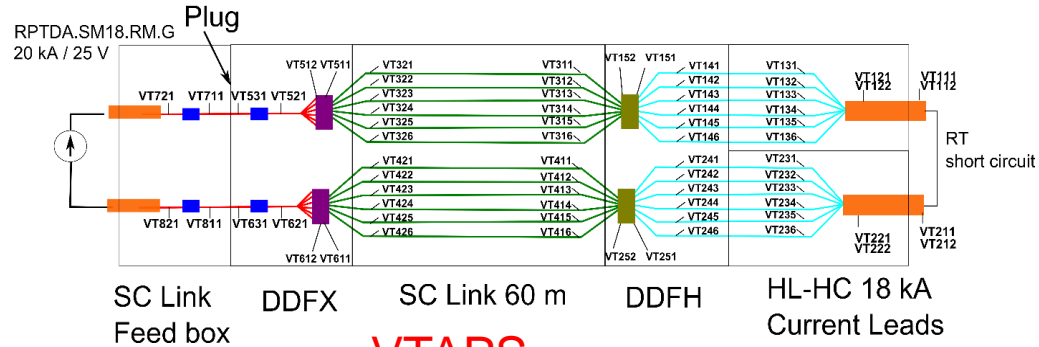 RPTDA.SM18.RM.G
20 kA / 25 V
Plug
VT721 VT711 VT531 VT521
VT512 VT511
VT321
VT322
VT323
VT324
VT325
VT326
VT311
VT312
VT313
VT314
VT315
VT316
VT152 VT151
VT141
VT142
VT143
VT144
VT145
VT146
VT131
VT132
VT133
VT134
VT135
VT136
VT121
VT122
VT111
VT112
RT
short circuit
VT821 VT811 VT631 VT621
VT612 VT611
VT421
VT422
VT423
VT424
VT425
VT426
VT411
VT412
VT413
VT414
VT415
VT416
VT252 VT251
VT241
VT242
VT243
VT244
VT245
VT246
VT231
VT232
VT233
VT234
VT235
VT236
VT221
VT222
VT211
VT212
SC Link
Feed box
DDFX
SC Link 60 m
DDFH
HL-HC 18 kA
Current Leads
VTAPS